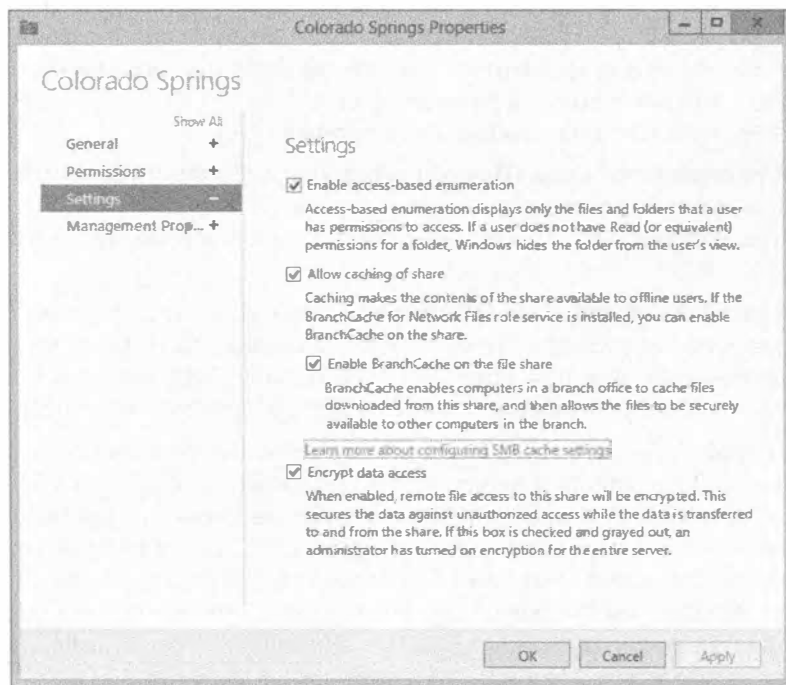 Colorado Springs Properties
Colorado Springs
Show All
General +
Permissions +
Settings −
Management Prop... +
Settings
Enable access-based enumeration
Access-based enumeration displays only the files and folders that a user
has permissions to access. If a user does not have Read (or equivalent)
permissions for a folder, Windows hides the folder from the user's view.
Allow caching of share
Caching makes the contents of the share available to offline users. If the
BranchCache for Network Files role service is installed, you can enable
BranchCache on the share.
Enable BranchCache on the file share
BranchCache enables computers in a branch office to cache files
downloaded from this share, and then allows the files to be securely
available to other computers in the branch.
Learn more about configuring SMB cache settings
Encrypt data access
When enabled, remote file access to this share will be encrypted. This
secures the data against unauthorized access while the data is transferred
to and from the share. If this box is checked and grayed out, an
administrator has turned on encryption for the entire server.
OK Cancel Apply